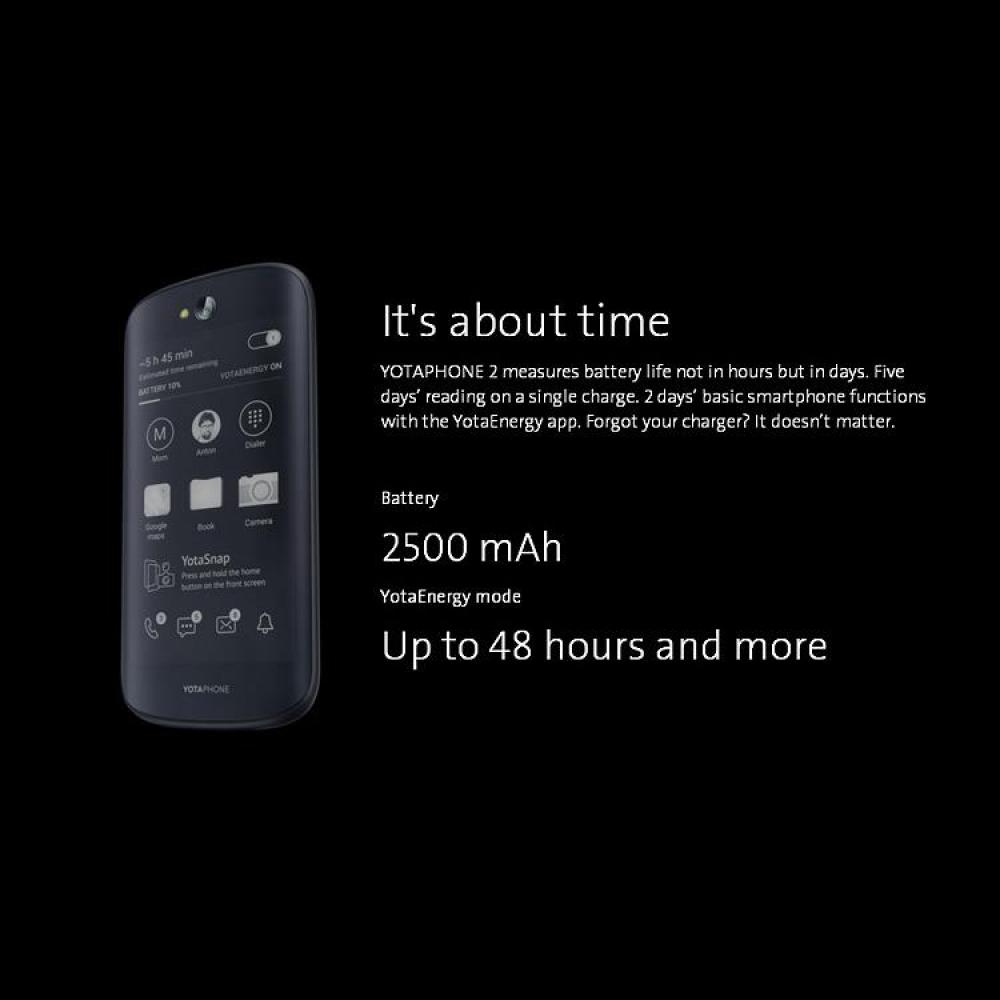 It's about time
YOTAPHONE 2 measures battery life not in hours but in days. Five
days’ reading on a single charge. 2 days’ basic smartphone functions
with the YotaEnergy app. Forgot your charger? It doesn’t matter.
Battery
2500 mAh
YotaEnergy mode
Up to 48 hours and more
~5 h 45 min
Estimated time remaining
BATTERY 10%
YOTAENERGY ON
M
Mom
Anton
Dialer
Google
maps
Book
Camera
YotaSnap
Press and hold the home
button on the front screen
YOTAPHONE